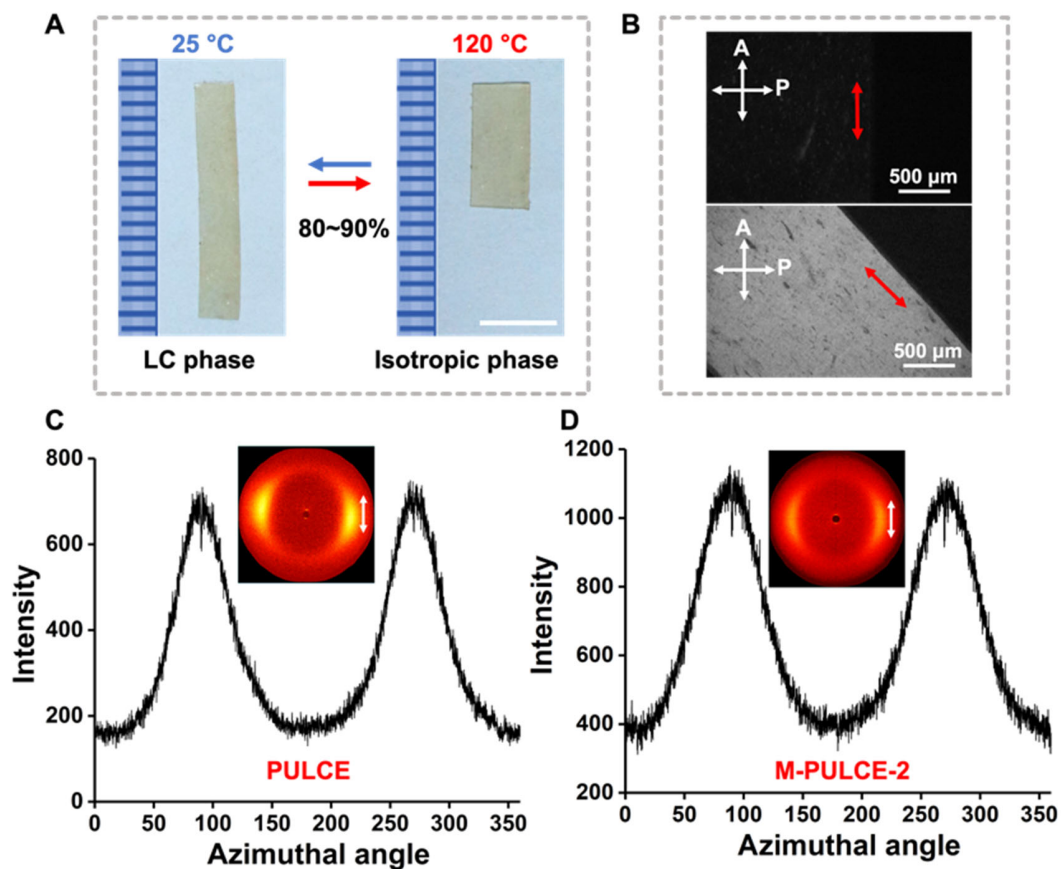 A
25 °C
120 °C
80~90%
LC phase
Isotropic phase
B
A
P
500 μm
A
P
500 μm
C
800
600
400
200
0
Intensity
PULCE
0 50 100 150 200 250 300 350
Azimuthal angle
D
1200
1000
800
600
400
200
Intensity
M-PULCE-2
0 50 100 150 200 250 300 350
Azimuthal angle